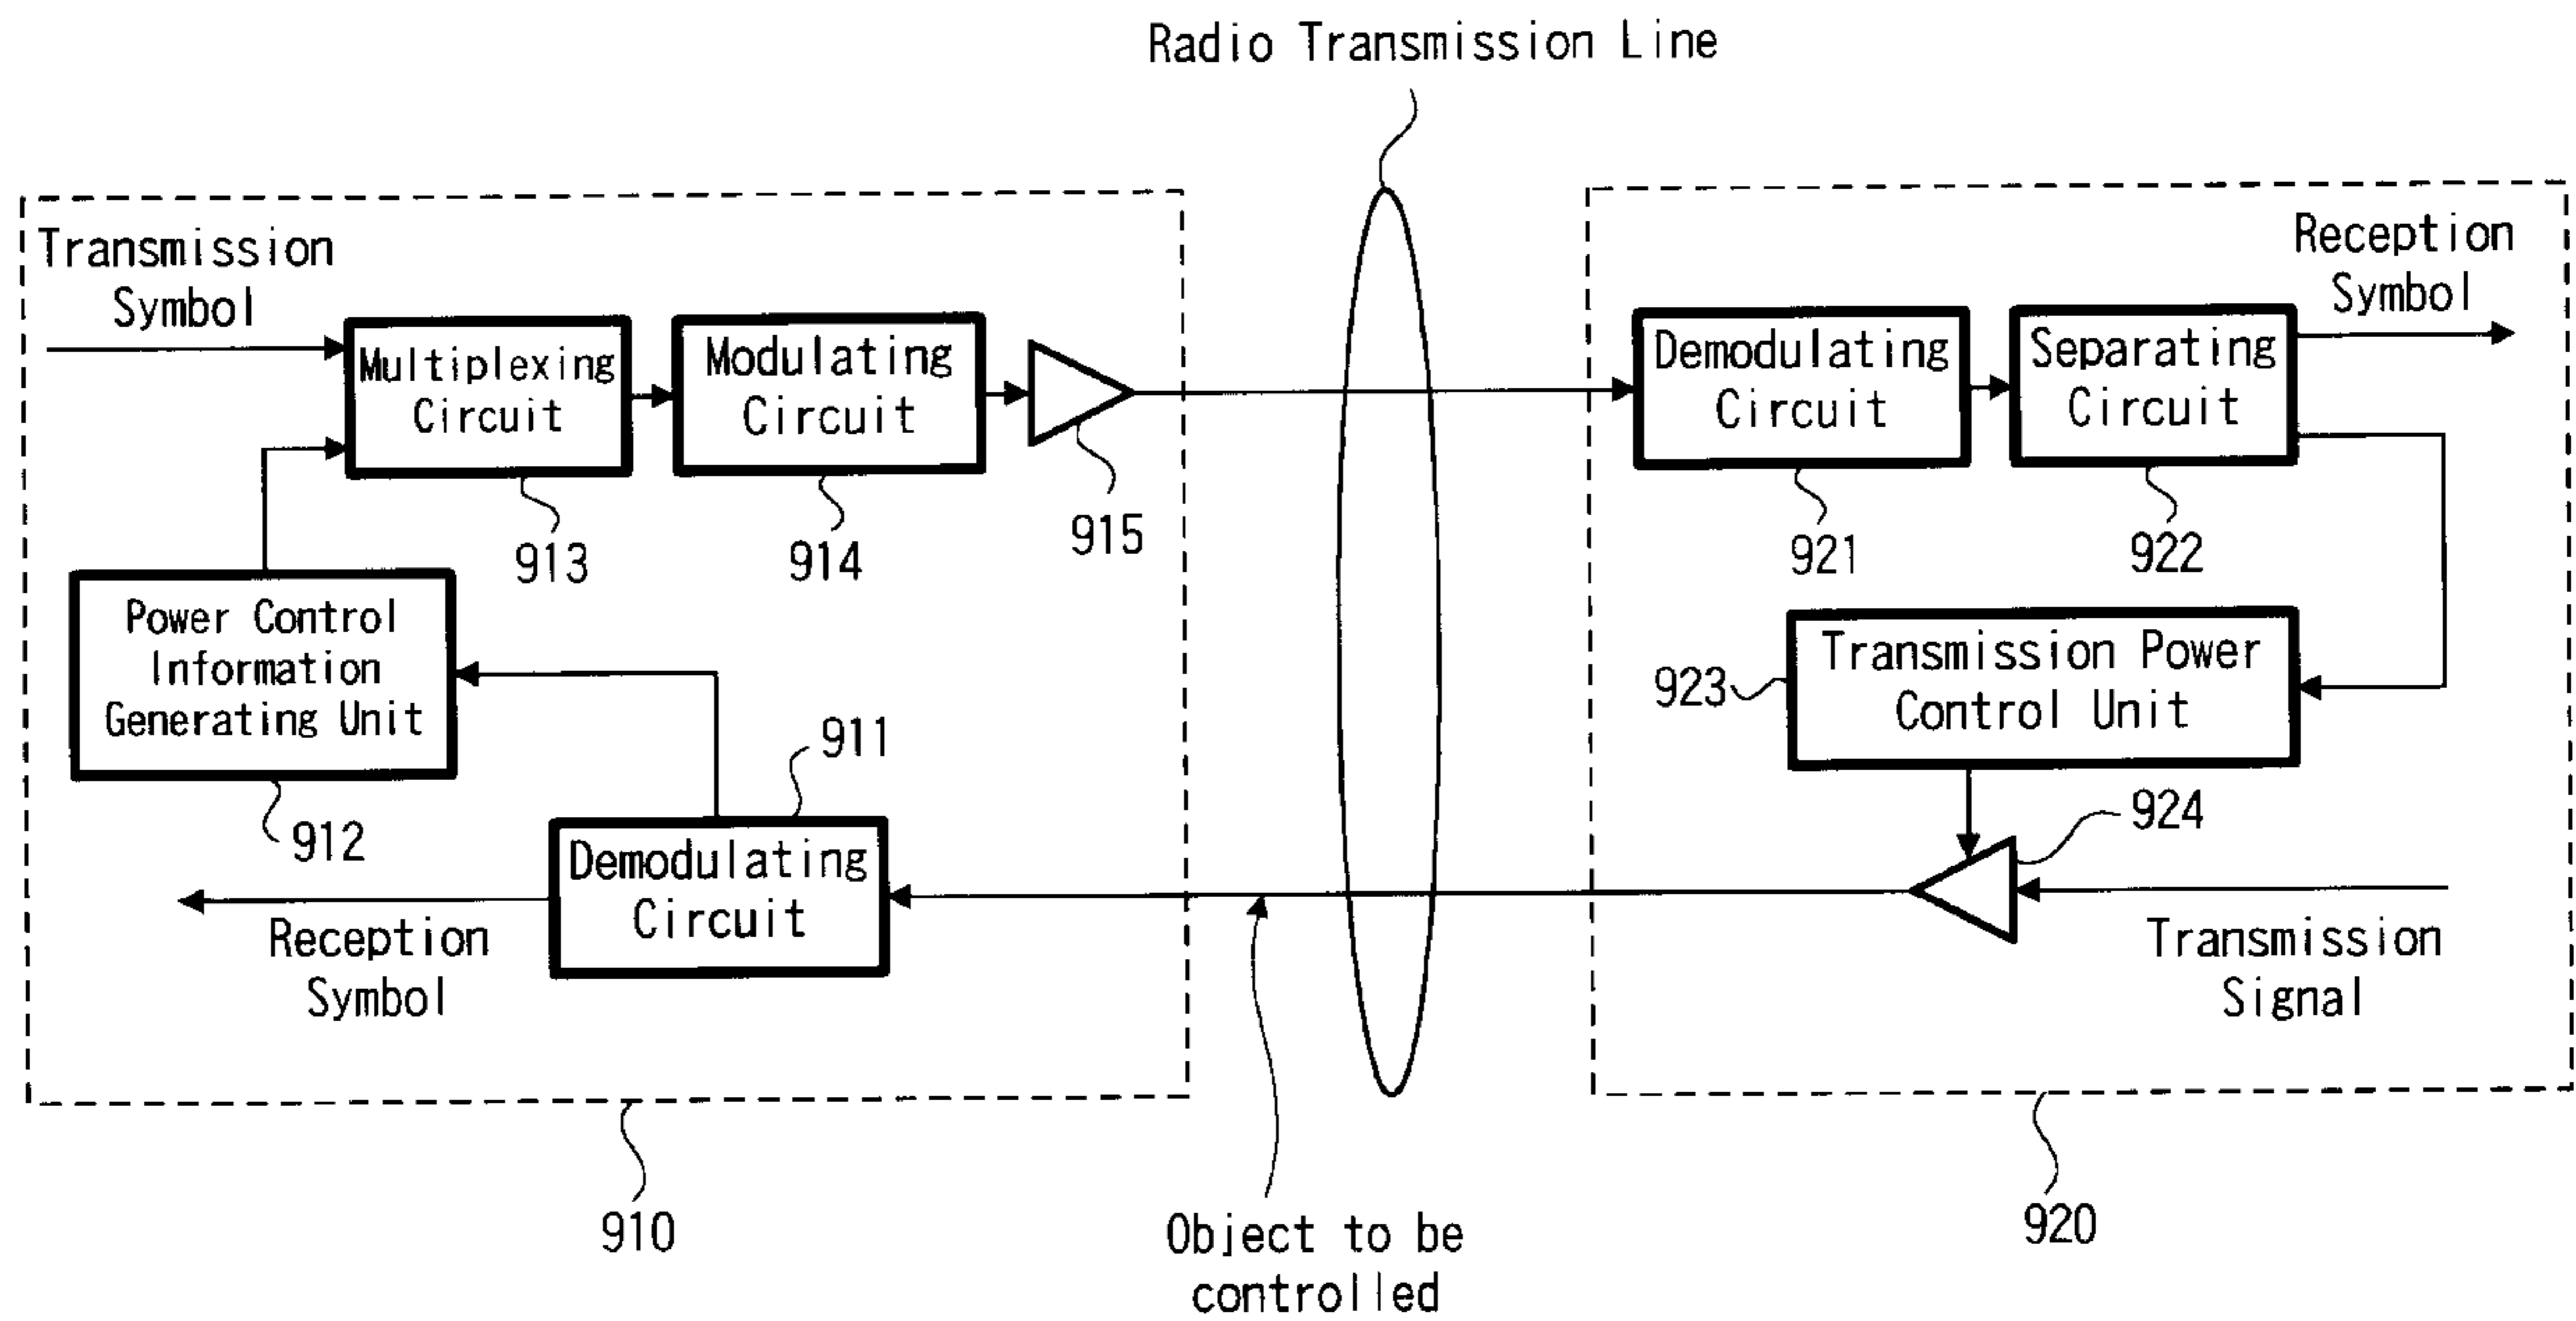 Radio Transmission Line
Transmission
Symbol
Multiplexing
Circuit
Modulating
Circuit
913
914
915
Power Control
Information
Generating Unit
912
911
Demodulating
Circuit
Reception
Symbol
910
Object to be
controlled
Reception
Symbol
Demodulating
Circuit
Separating
Circuit
921
922
923
Transmission Power
Control Unit
924
Transmission
Signal
920